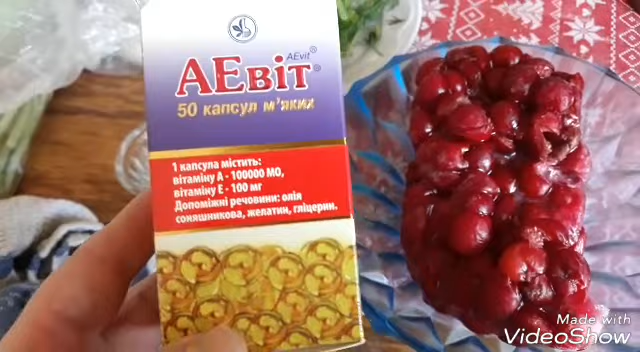 AEvit®
АЕвіт®
50 капсул м'яких
1 капсула містить:
вітаміну А - 100000 МО,
вітаміну Е - 100 мг
Допоміжні речовини: олія
соняшникова, желатин, гліцерин.
Made with
VideoShow